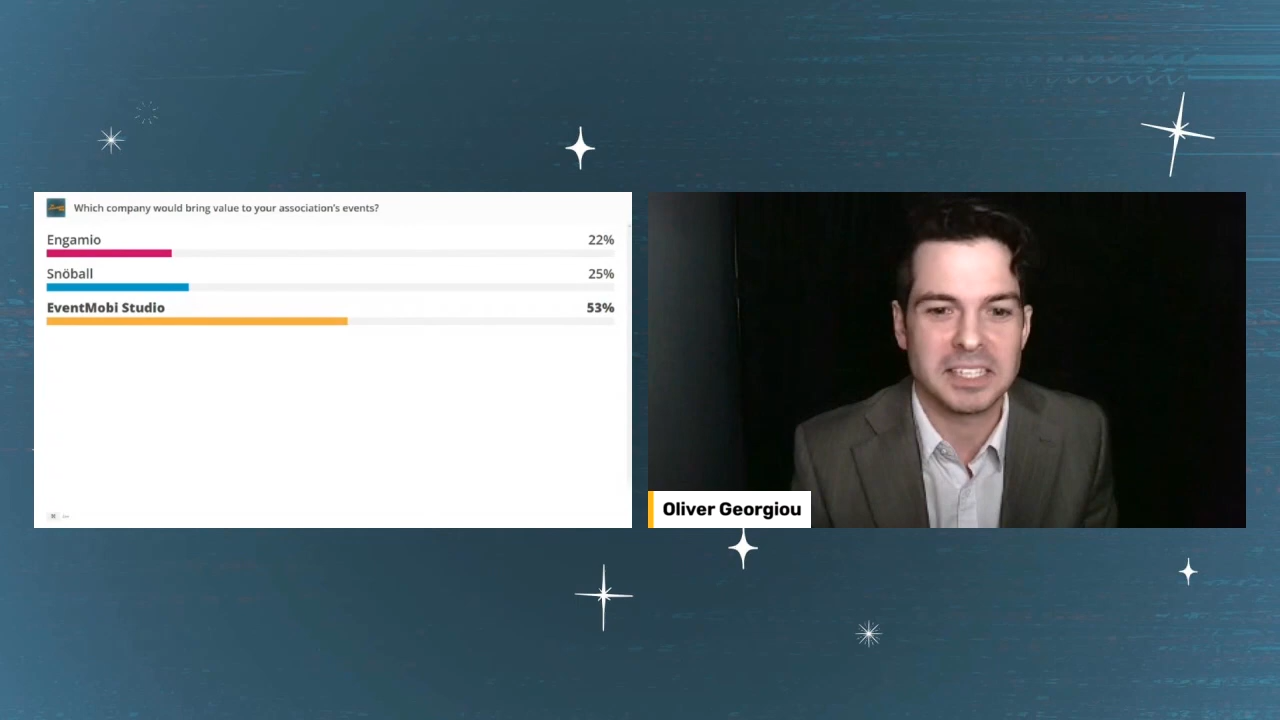 Which company would bring value to your association's events?
Engamio 22%
Snöball 25%
EventMobi Studio 53%
Oliver Georgiou